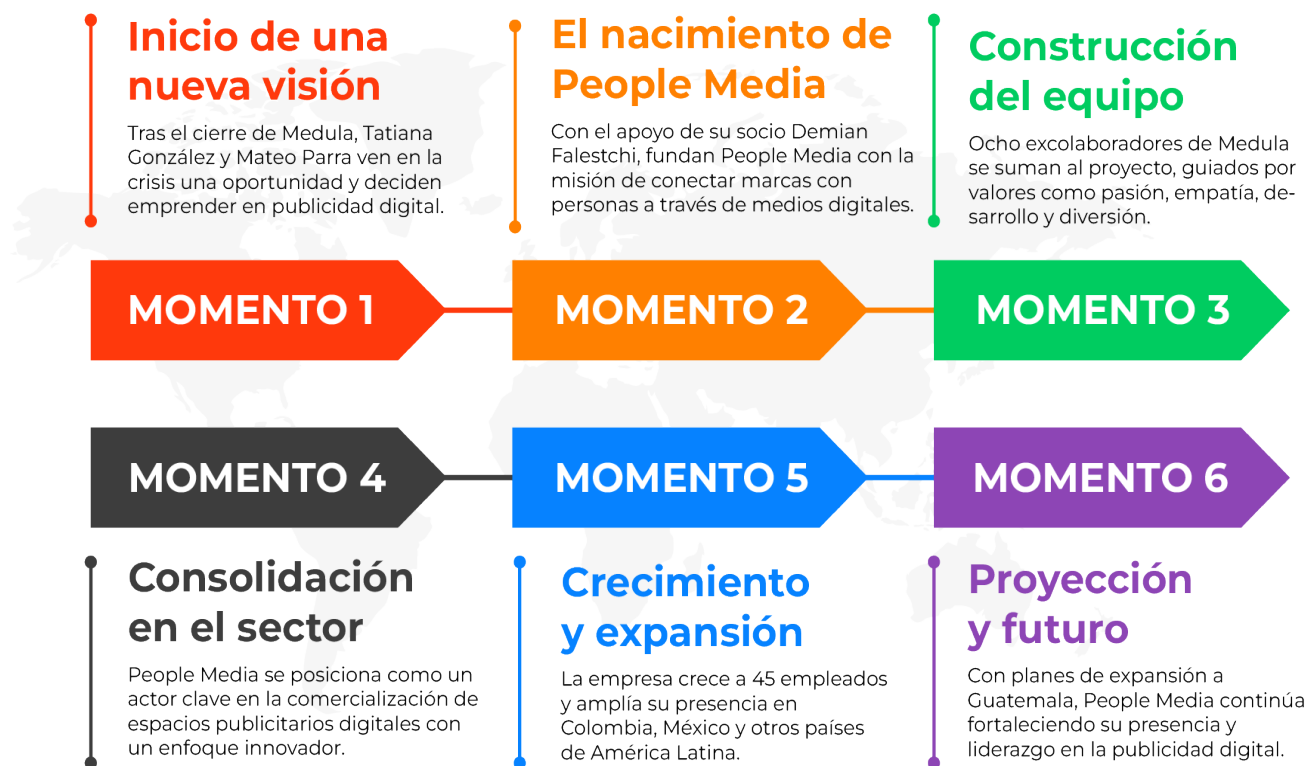 Inicio de una
nueva visión
Tras el cierre de Medula, Tatiana
González y Mateo Parra ven en la
crisis una oportunidad y deciden
emprender en publicidad digital.
El nacimiento de
People Media
Con el apoyo de su socio Demian
Falestchi, fundan People Media con la
misión de conectar marcas con
personas a través de medios digitales.
Construcción
del equipo
Ocho excolaboradores de Medula
se suman al proyecto, guiados por
valores como pasión, empatía, de-
sarrollo y diversión.
MOMENTO 1
MOMENTO 2
MOMENTO 3
MOMENTO 4
MOMENTO 5
MOMENTO 6
Consolidación
en el sector
People Media se posiciona como un
actor clave en la comercialización de
espacios publicitarios digitales con
un enfoque innovador.
Crecimiento
y expansión
La empresa crece a 45 empleados
y amplía su presencia en
Colombia, México y otros países
de América Latina.
Proyección
y futuro
Con planes de expansión a
Guatemala, People Media continúa
fortaleciendo su presencia y
liderazgo en la publicidad digital.